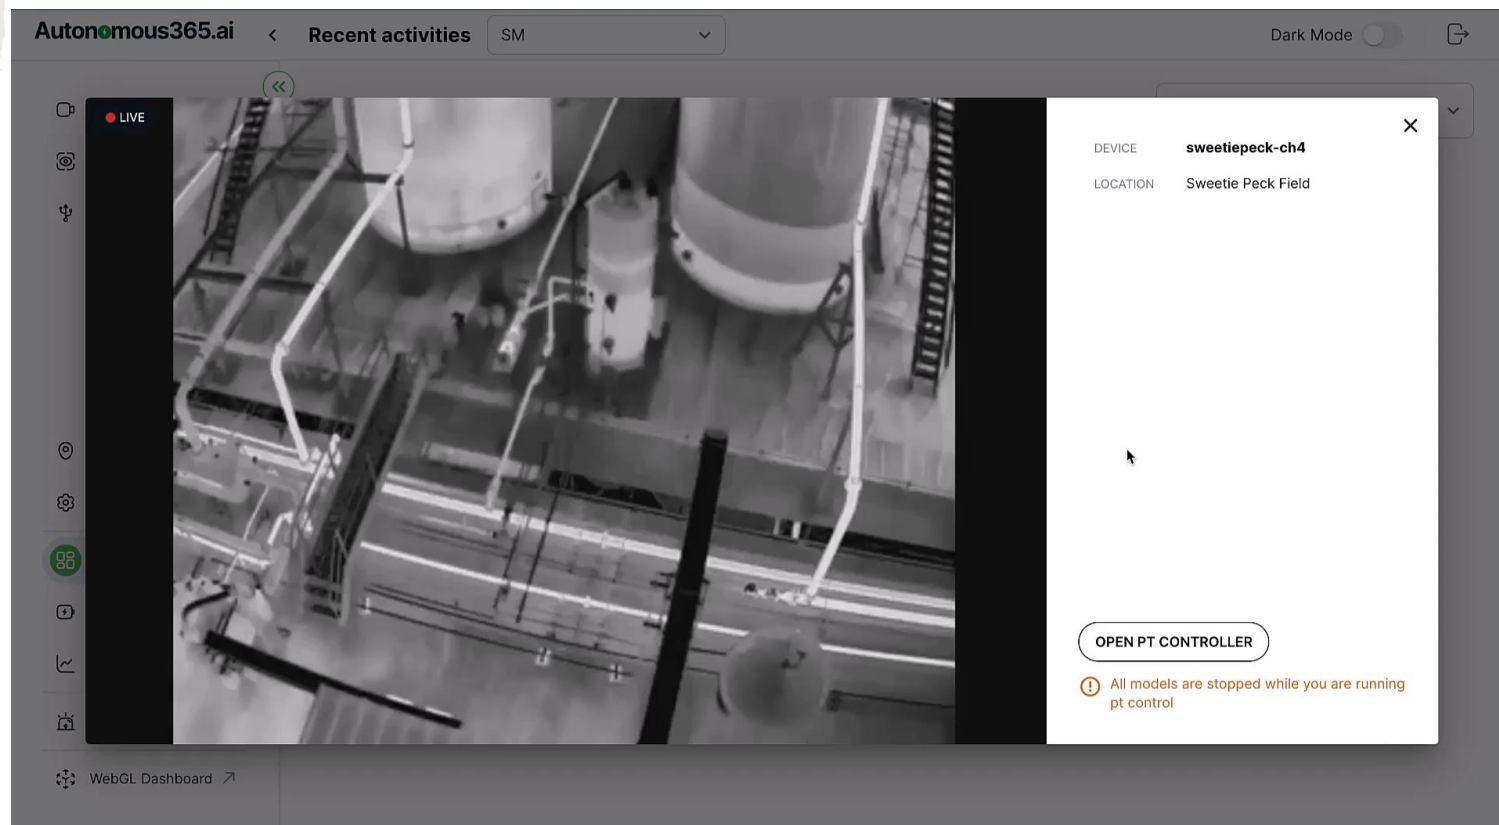 Autonomous365.ai
Recent activities
SM
Dark Mode
LIVE
DEVICE sweetiepeck-ch4
LOCATION Sweetie Peck Field
OPEN PT CONTROLLER
All models are stopped while you are running
pt control
WebGL Dashboard